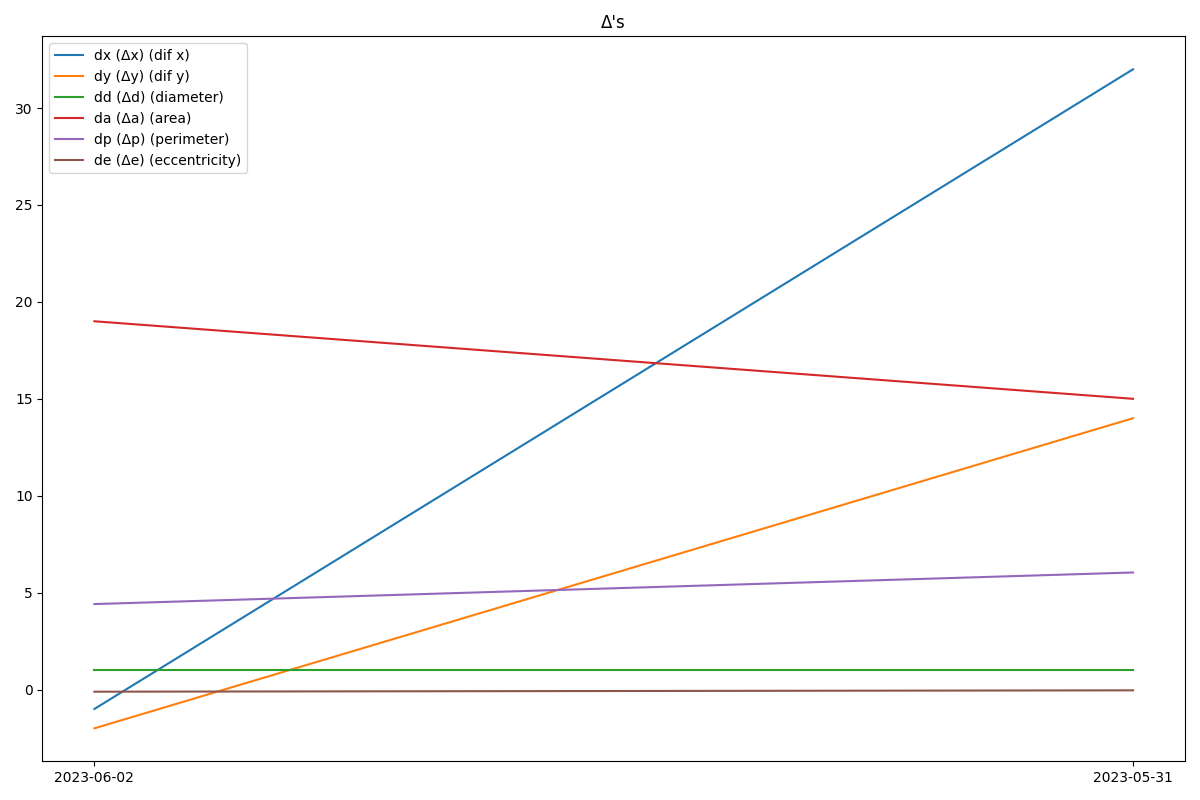 Δ's
dx (Δx) (dif x)
dy (Δy) (dif y)
dd (Δd) (diameter)
da (Δa) (area)
dp (Δp) (perimeter)
de (Δe) (eccentricity)
30
25
20
15
10
5
0
2023-06-02
2023-05-31